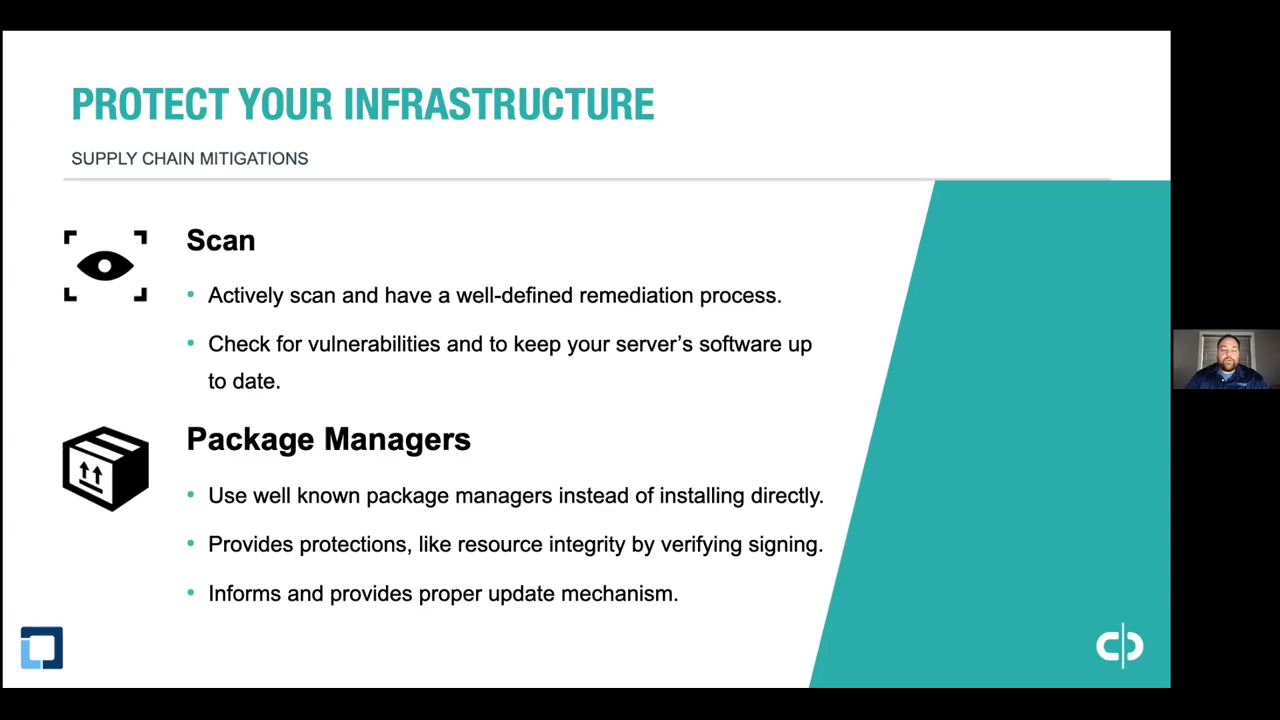 PROTECT YOUR INFRASTRUCTURE
SUPPLY CHAIN MITIGATIONS
Scan
• Actively scan and have a well-defined remediation process.
• Check for vulnerabilities and to keep your server’s software up
to date.
Package Managers
• Use well known package managers instead of installing directly.
• Provides protections, like resource integrity by verifying signing.
• Informs and provides proper update mechanism.